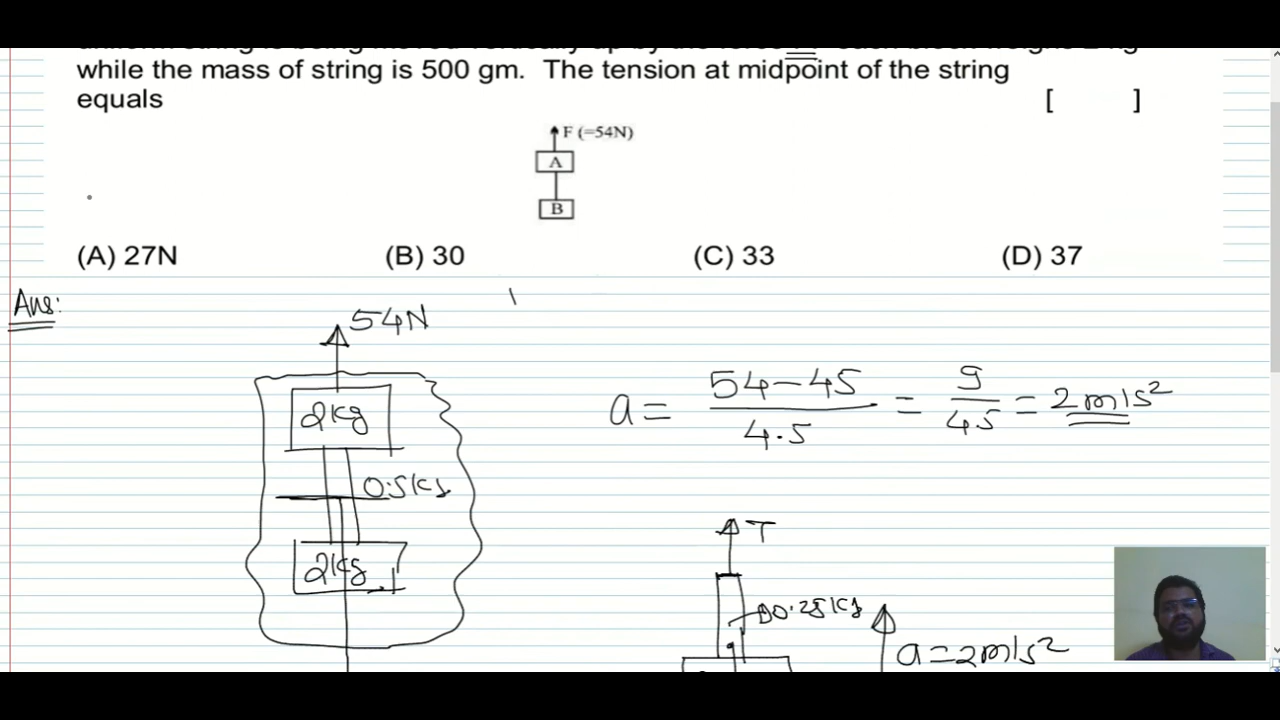 while the mass of string is 500 gm. The tension at midpoint of the string
equals [ ]
F (=54N)
A
B
(A) 27N (B) 30 (C) 33 (D) 37
Ans:
54N
2kg
0.5kg
2kg
a = 54-45 / 4.5 = 9 / 4.5 = 2m/s²
T
0.25kg
a=2m/s²